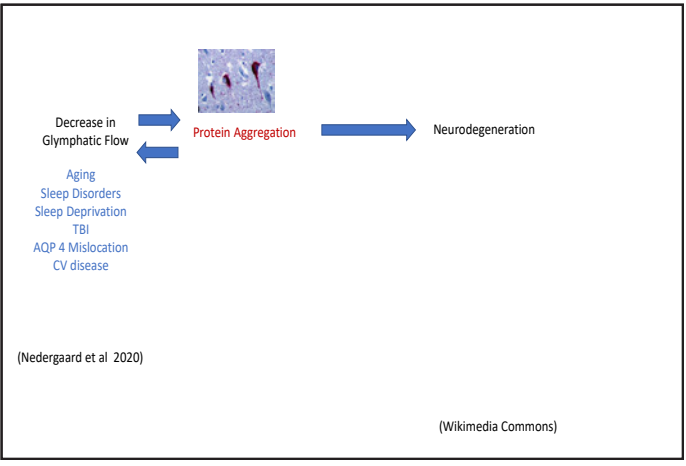 Decrease in
Glymphatic Flow
Protein Aggregation
Neurodegeneration
Aging
Sleep Disorders
Sleep Deprivation
TBI
AQP 4 Mislocation
CV disease
(Nedergaard et al  2020)
(Wikimedia Commons)